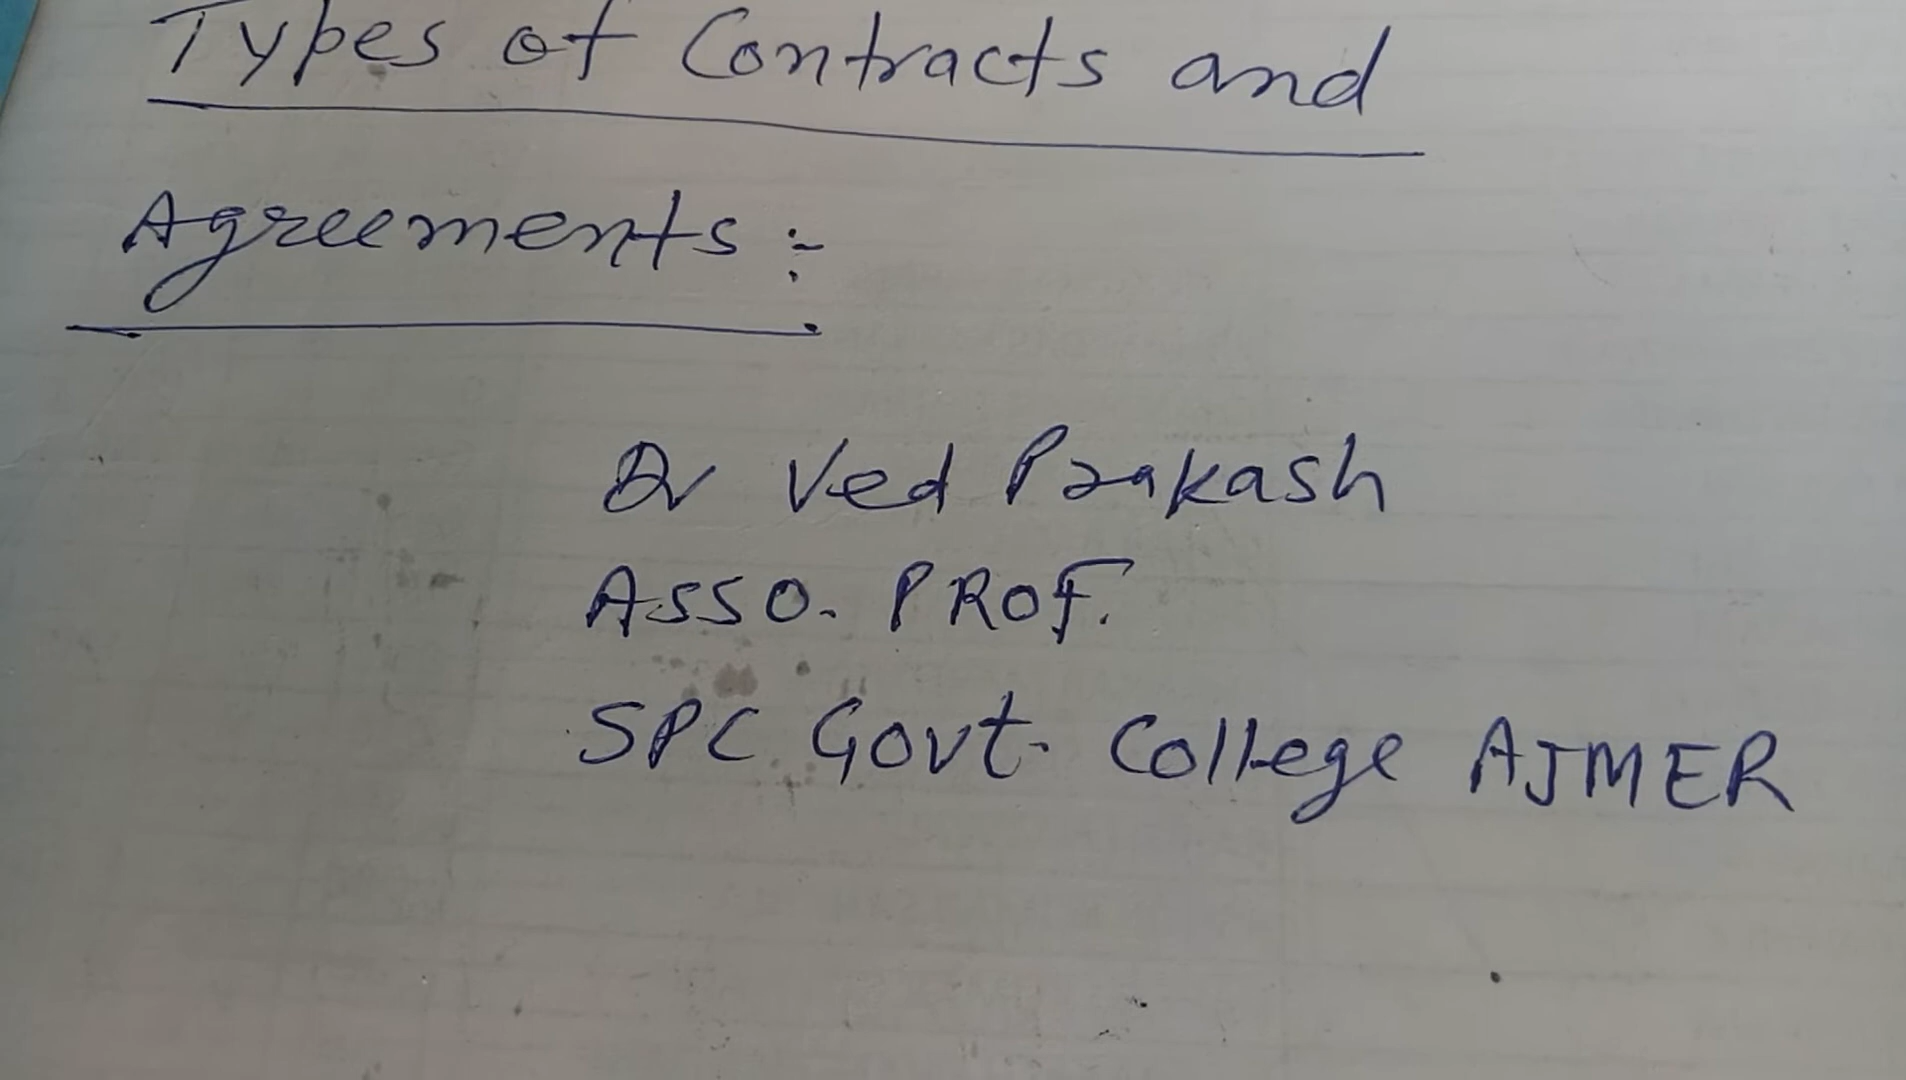 Types of Contracts and
Agreements :-
Dr Ved Prakash
ASSO. PROF.
SPC Govt. College AJMER